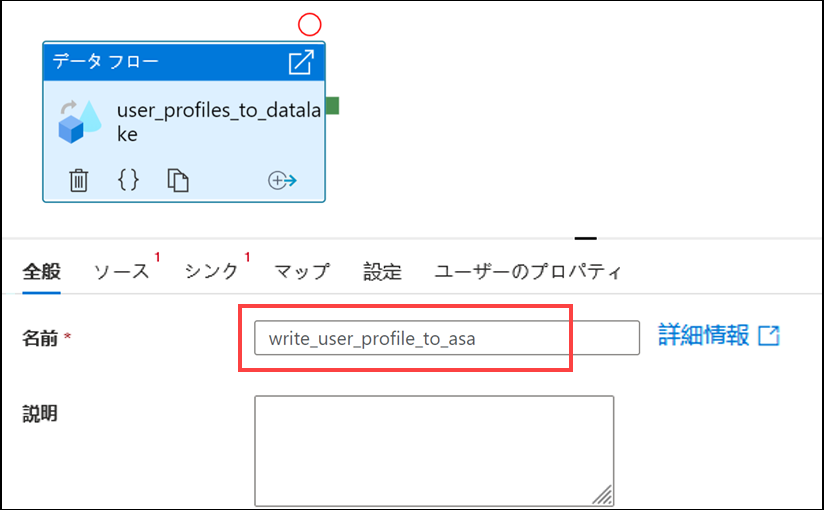 データ フロー
user_profiles_to_datala
ke
{}
全般 ソース 1 シンク 1 マップ 設定 ユーザーのプロパティ
名前 * write_user_profile_to_asa 詳細情報
説明